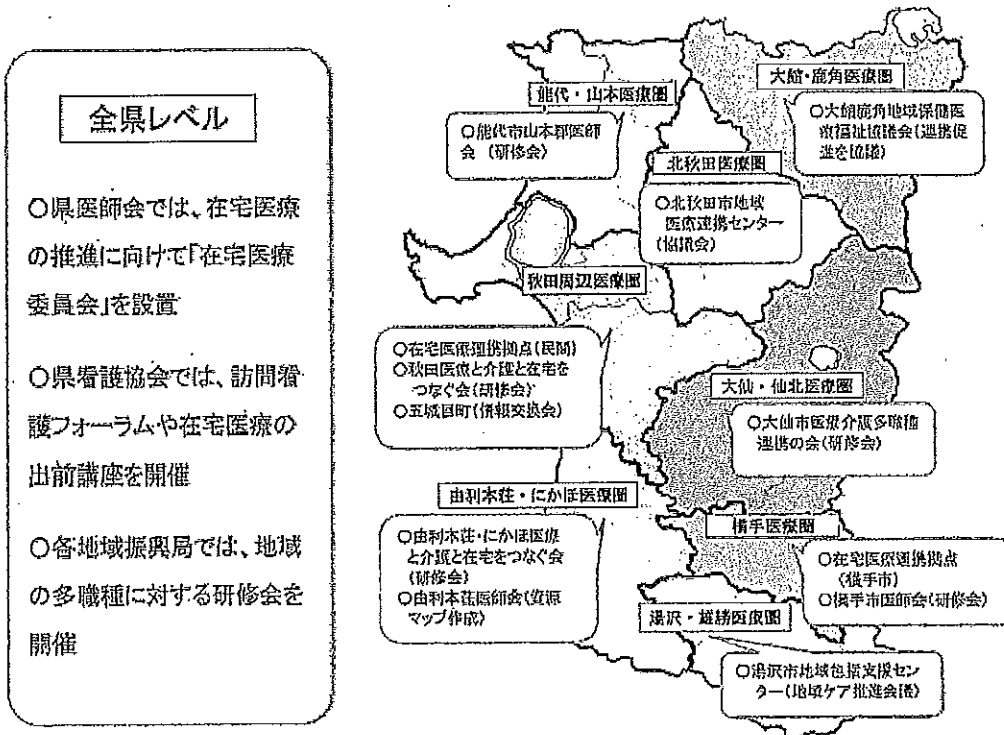 全県レベル
○県医師会では、在宅医療
の推進に向けて「在宅医療
委員会」を設置
○県看護協会では、訪問看
護フォーラムや在宅医療の
出前講座を開催
○各地域振興局では、地域
の多職種に対する研修会を
開催
大館・鹿角医療圏
○大館鹿角地域保健医
療福祉協議会(連携促
進を協議)
能代・山本医療圏
○能代市山本郡医師
会 (研修会)
北秋田医療圏
○北秋田市地域
医療連携センター
(協議会)
秋田周辺医療圏
○在宅医療連携拠点(民間)
○秋田医療と介護と在宅を
つなぐ会(研修会)
○五城目町(情報交換会)
大仙・仙北医療圏
○大仙市医療介護多職種
連携の会(研修会)
由利本荘・にかほ医療圏
○由利本荘・にかほ医療
と介護と在宅をつなぐ会
(研修会)
○由利本荘医師会(資源
マップ作成)
横手医療圏
○在宅医療連携拠点
(横手市)
○横手市医師会(研修会)
湯沢・雄勝医療圏
○湯沢市地域包括支援セン
ター(地域ケア推進会議)